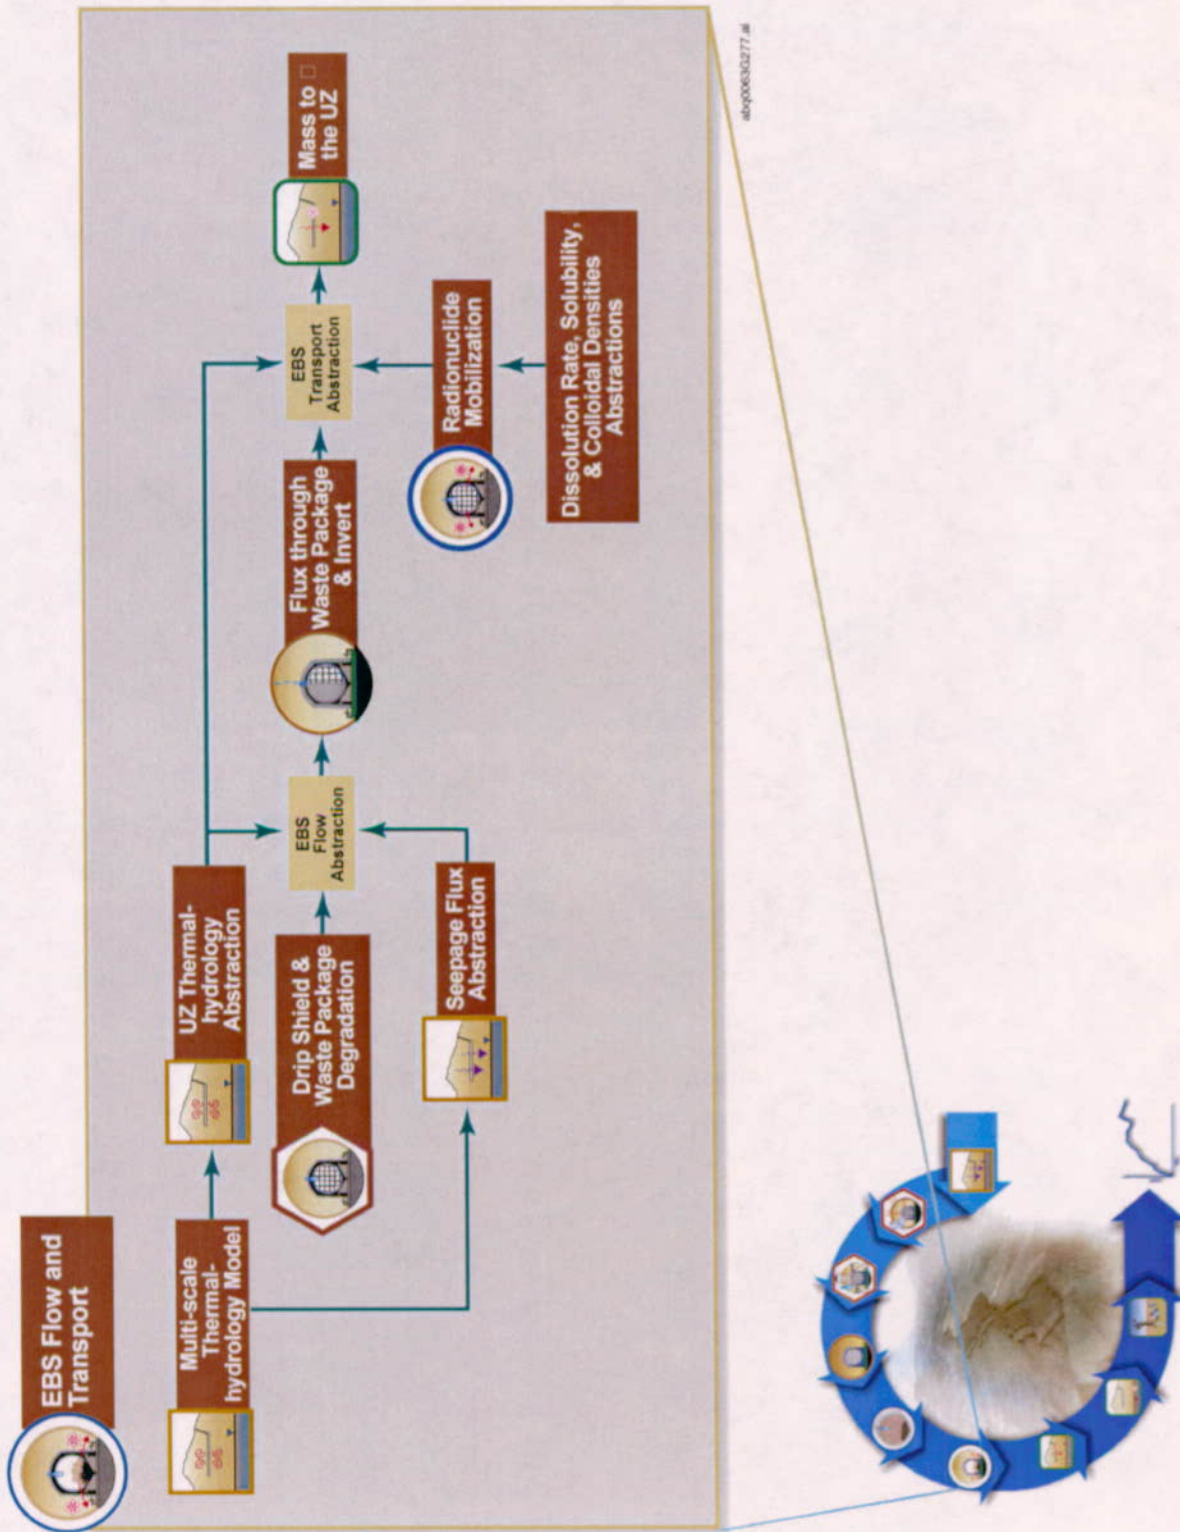 EBS Flow and
Transport
Multi-scale
Thermal-
hydrology Model
UZ Thermal-
hydrology
Abstraction
Drip Shield &
Waste Package
Degradation
Seepage Flux
Abstraction
EBS
Flow
Abstraction
Flux through
Waste Package
& Invert
EBS
Transport
Abstraction
Radionuclide
Mobilization
Dissolution Rate, Solubility,
& Colloidal Densities
Abstractions
Mass to □
the UZ
abq0063G277.ai